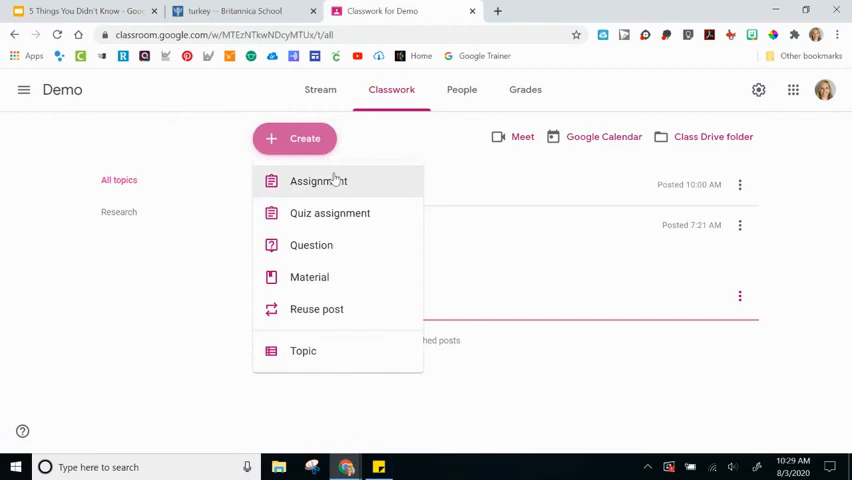 5 Things You Didn't Know - Goo
turkey -- Britannica School
Classwork for Demo
classroom.google.com/w/MTEzNTkwNDcyMTUx/t/all
Apps
Home
Google Trainer
Other bookmarks
Demo
Stream
Classwork
People
Grades
Create
Meet
Google Calendar
Class Drive folder
All topics
Assignment
Posted 10:00 AM
Research
Quiz assignment
Posted 7:21 AM
Question
Material
Reuse post
hed posts
Topic
Type here to search
10:29 AM
8/3/2020